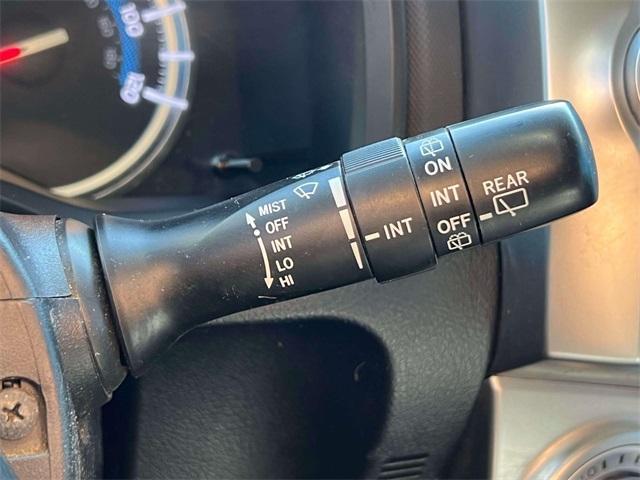 100
120
MIST
OFF
INT
LO
HI
INT
ON
INT
OFF
REAR